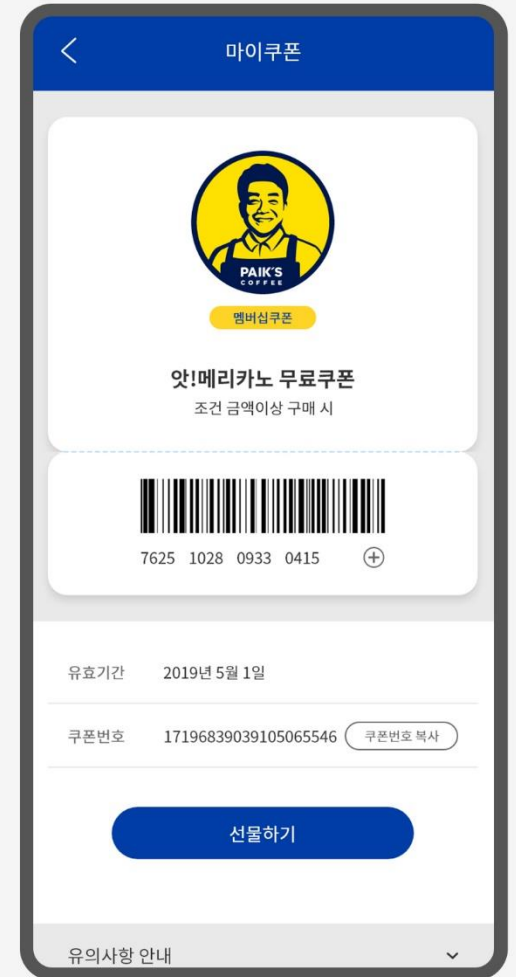 마이쿠폰
PAIK'S
COFFEE
멤버십쿠폰
앗!메리카노 무료쿠폰
조건 금액이상 구매 시
7625 1028 0933 0415
유효기간 2019년 5월 1일
쿠폰번호 17196839039105065546 쿠폰번호 복사
선물하기
유의사항 안내